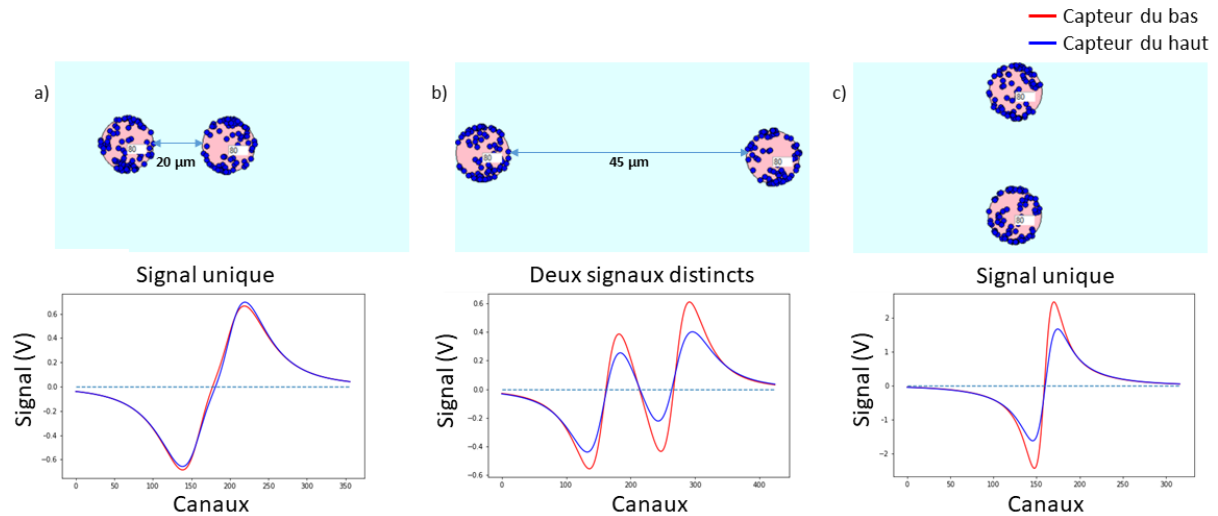 Capteur du bas
Capteur du haut
a)
b)
c)
80
80
20 µm
80
80
45 µm
80
80
Signal unique
Deux signaux distincts
Signal unique
Signal (V)
0.6
0.4
0.2
0.0
−0.2
−0.4
−0.6
0
50
100
150
200
250
300
350
Canaux
Signal (V)
0.6
0.4
0.2
0.0
−0.2
−0.4
−0.6
0
100
200
300
400
Canaux
Signal (V)
2
1
0
−1
−2
0
50
100
150
200
250
300
Canaux